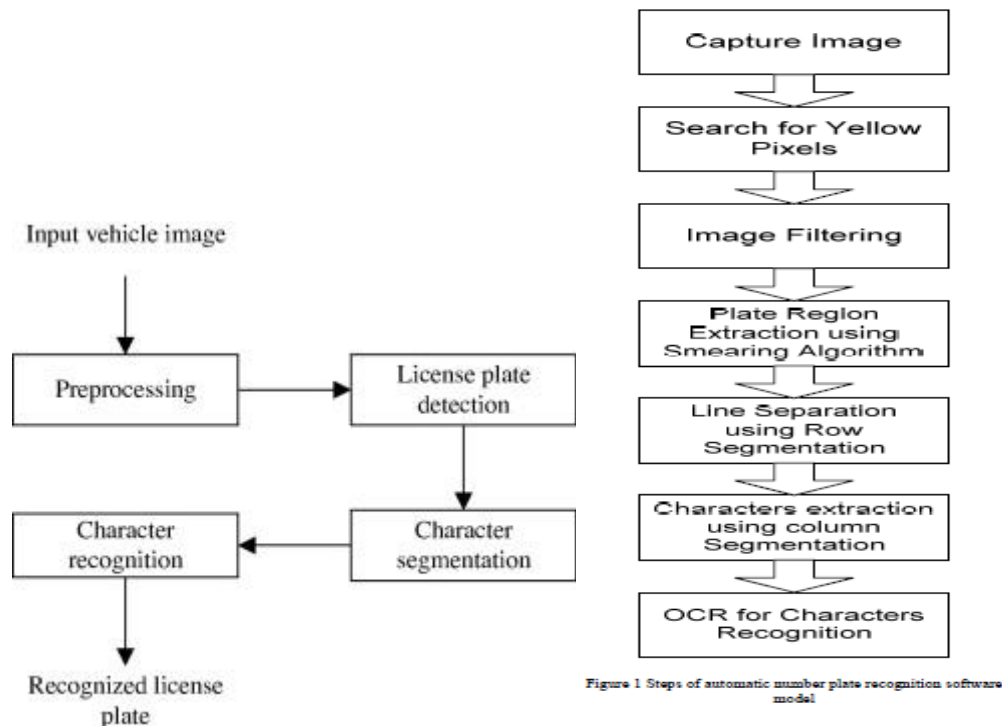 Input vehicle image
Preprocessing
License plate
detection
Character
segmentation
Character
recognition
Recognized license
plate
Capture Image
Search for Yellow
Pixels
Image Filtering
Plate Region
Extraction using
Smearing Algorithm
Line Separation
using Row
Segmentation
Characters extraction
using column
Segmentation
OCR for Characters
Recognition
Figure 1 Steps of automatic number plate recognition software
model